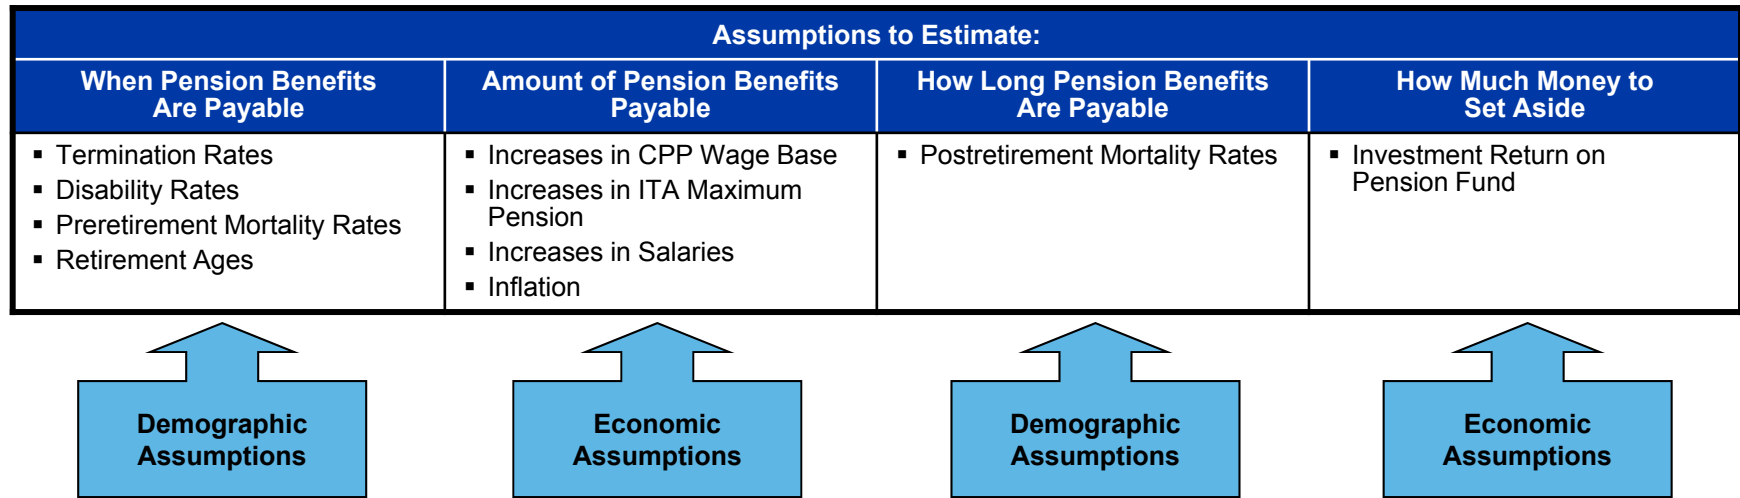 Assumptions to Estimate:
When Pension Benefits
Are Payable
Amount of Pension Benefits
Payable
How Long Pension Benefits
Are Payable
How Much Money to
Set Aside
▪ Termination Rates
▪ Disability Rates
▪ Preretirement Mortality Rates
▪ Retirement Ages
▪ Increases in CPP Wage Base
▪ Increases in ITA Maximum
Pension
▪ Increases in Salaries
▪ Inflation
▪ Postretirement Mortality Rates
▪ Investment Return on
Pension Fund
Demographic
Assumptions
Economic
Assumptions
Demographic
Assumptions
Economic
Assumptions